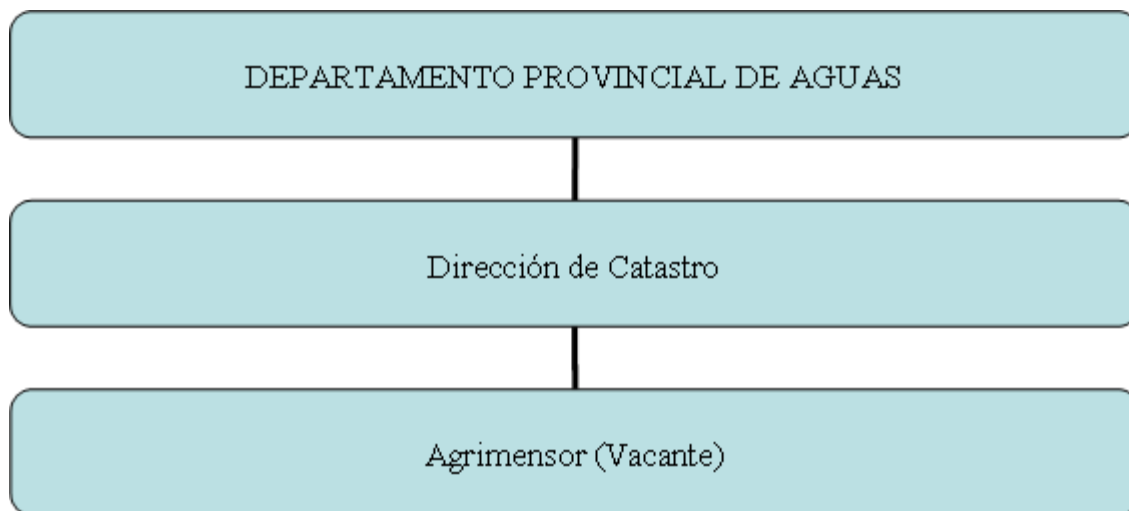 DEPARTAMENTO PROVINCIAL DE AGUAS
Dirección de Catastro
Agrimensor (Vacante)